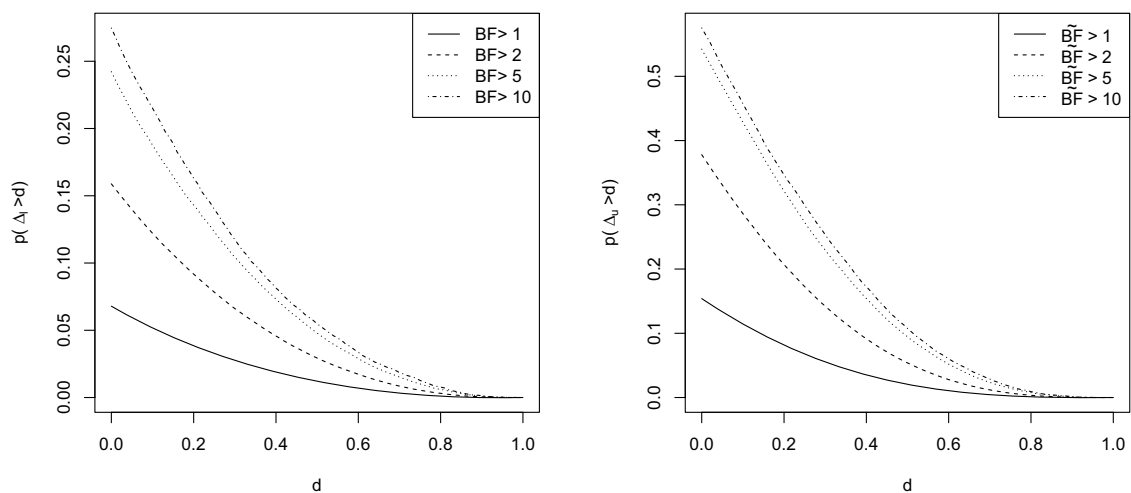 BF> 1
BF> 2
BF> 5
BF> 10
0.25
0.20
0.15
0.10
0.05
0.00
p( Δl >d)
0.0 0.2 0.4 0.6 0.8 1.0
d
B̃F > 1
B̃F > 2
B̃F > 5
B̃F > 10
0.5
0.4
0.3
0.2
0.1
0.0
p( Δu >d)
0.0 0.2 0.4 0.6 0.8 1.0
d